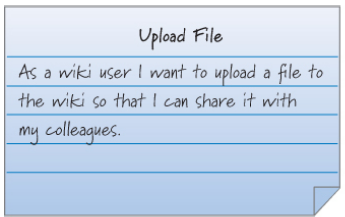 Upload File
As a wiki user I want to upload a file to
the wiki so that I can share it with
my colleagues.